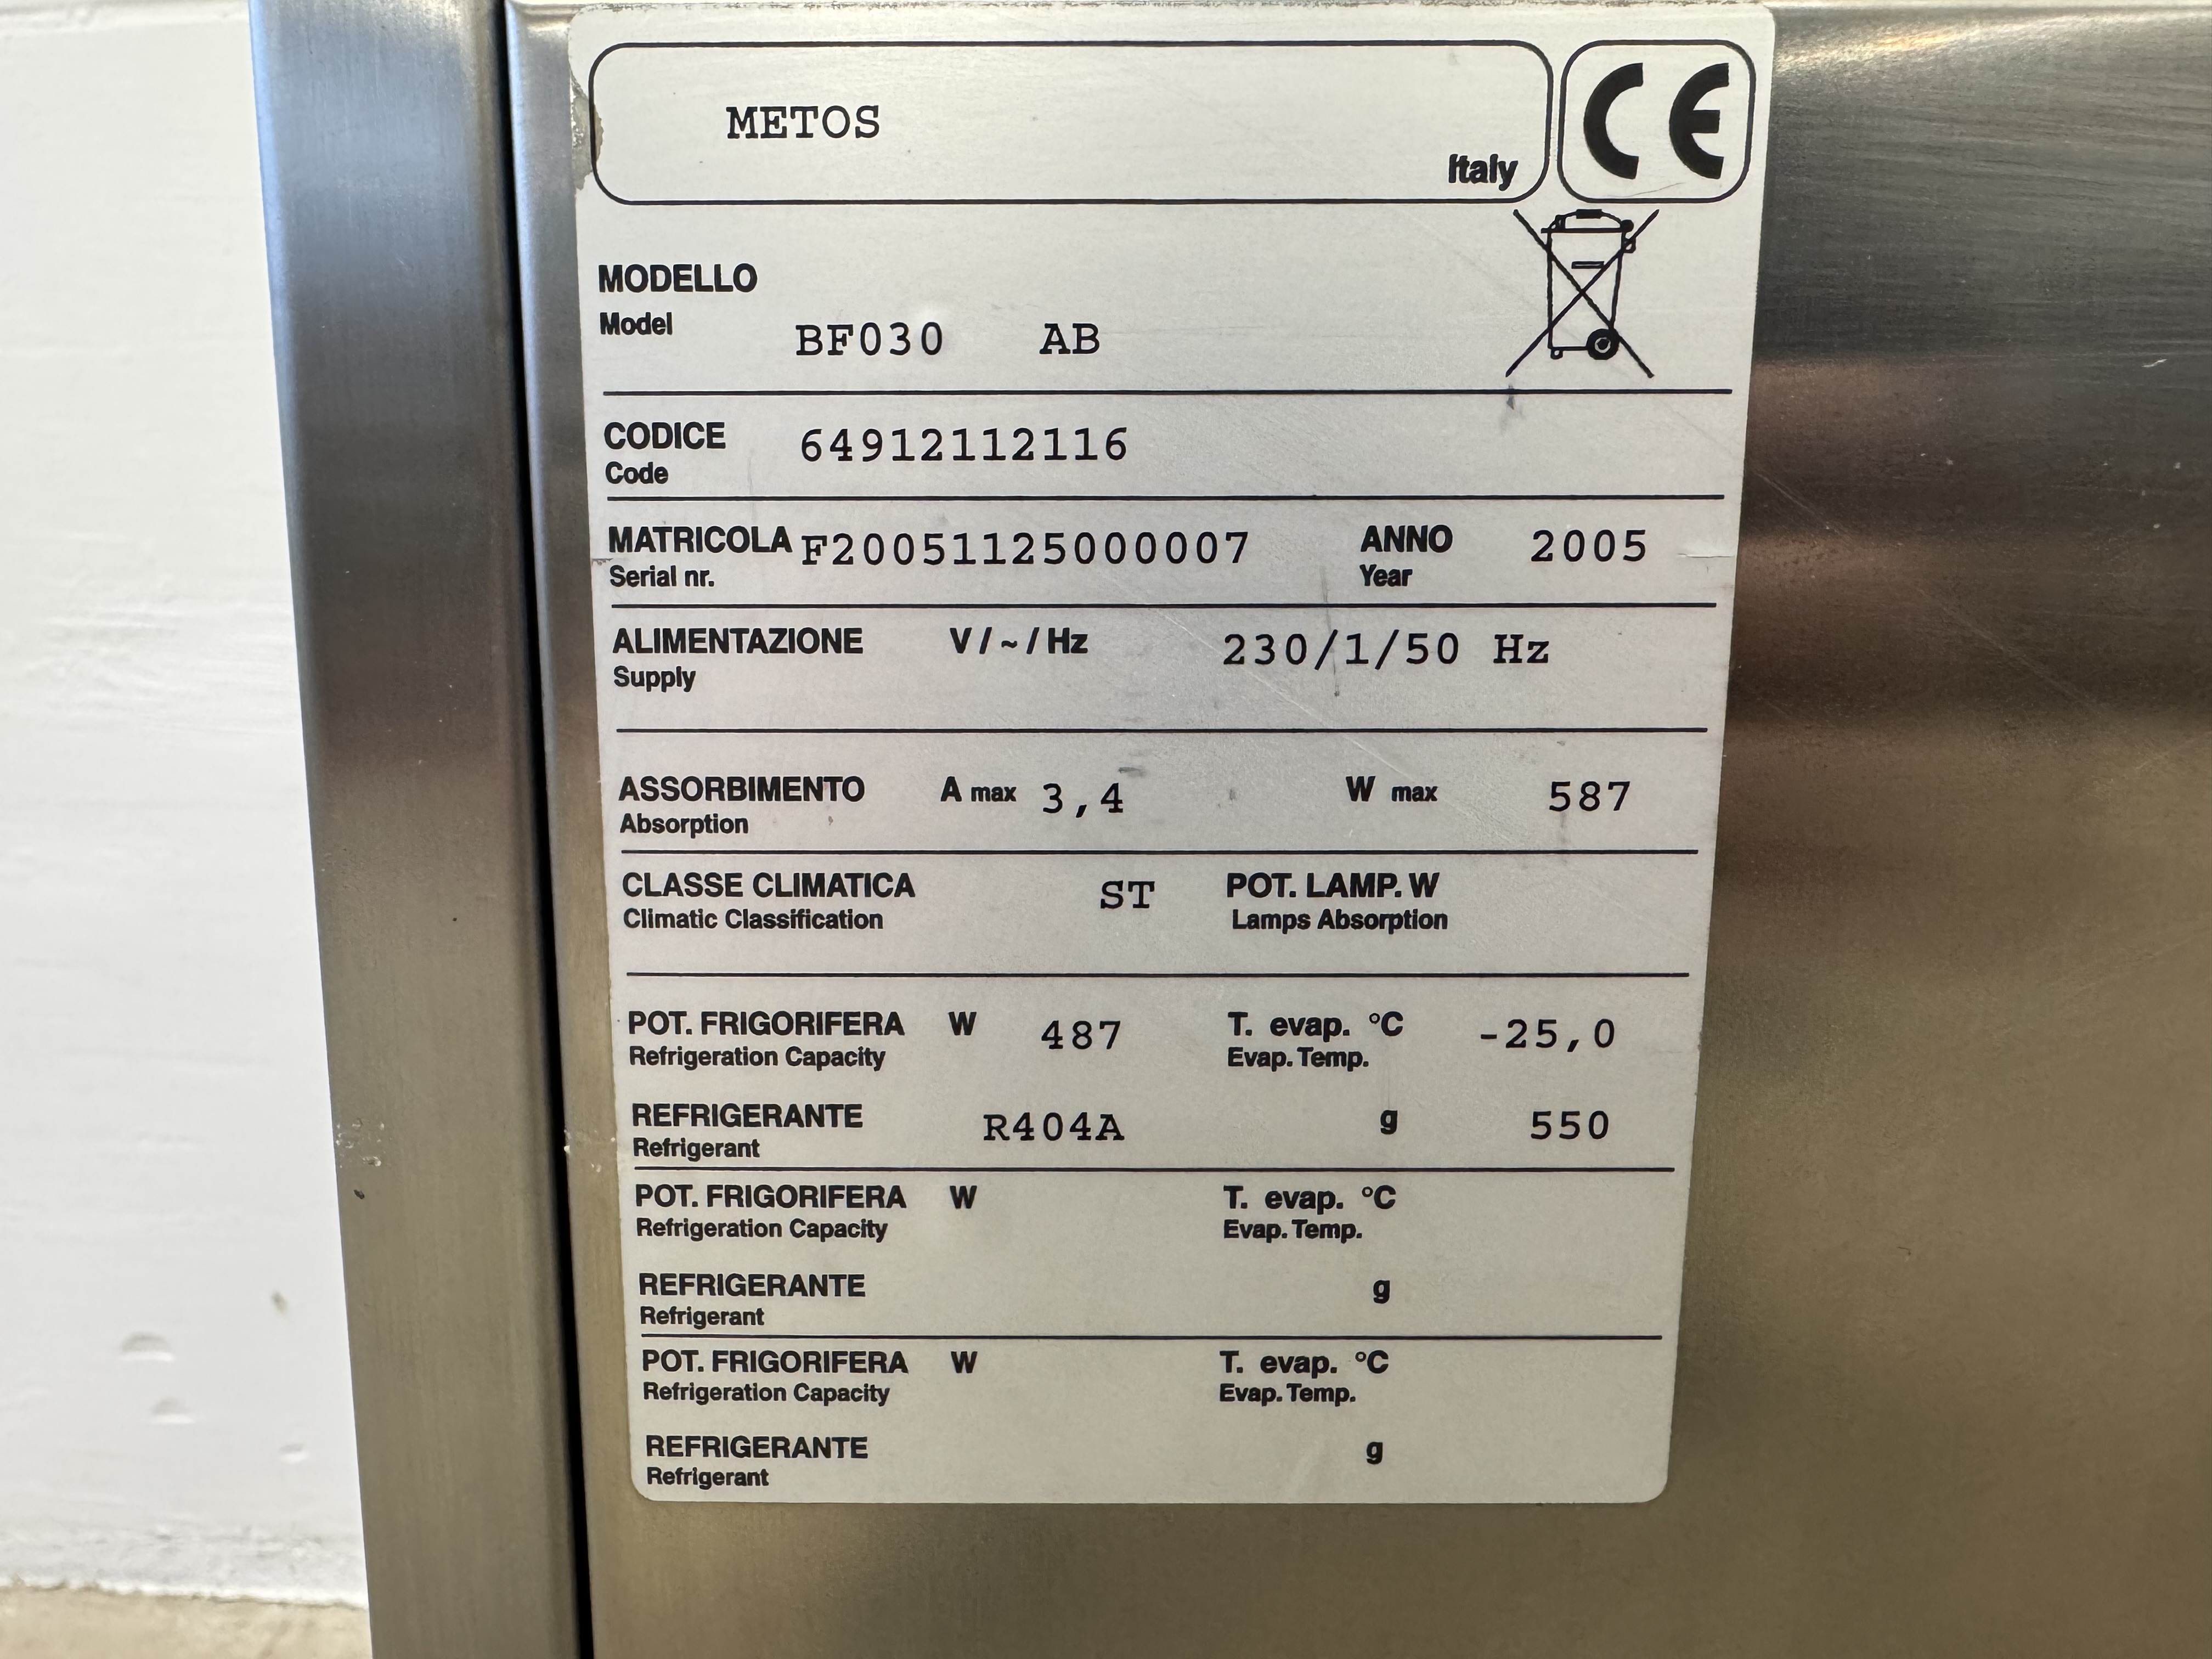 METOS
Italy
CE
MODELLO
Model
BF030 AB
CODICE 64912112116
Code
MATRICOLA F20051125000007 ANNO 2005
Serial nr. Year
ALIMENTAZIONE V / ~ / Hz 230/1/50 Hz
Supply
ASSORBIMENTO A max 3,4 W max 587
Absorption
CLASSE CLIMATICA ST POT. LAMP. W
Climatic Classification Lamps Absorption
POT. FRIGORIFERA W 487 T. evap. °C -25,0
Refrigeration Capacity Evap. Temp.
REFRIGERANTE R404A g 550
Refrigerant
POT. FRIGORIFERA W T. evap. °C
Refrigeration Capacity Evap. Temp.
REFRIGERANTE g
Refrigerant
POT. FRIGORIFERA W T. evap. °C
Refrigeration Capacity Evap. Temp.
REFRIGERANTE g
Refrigerant